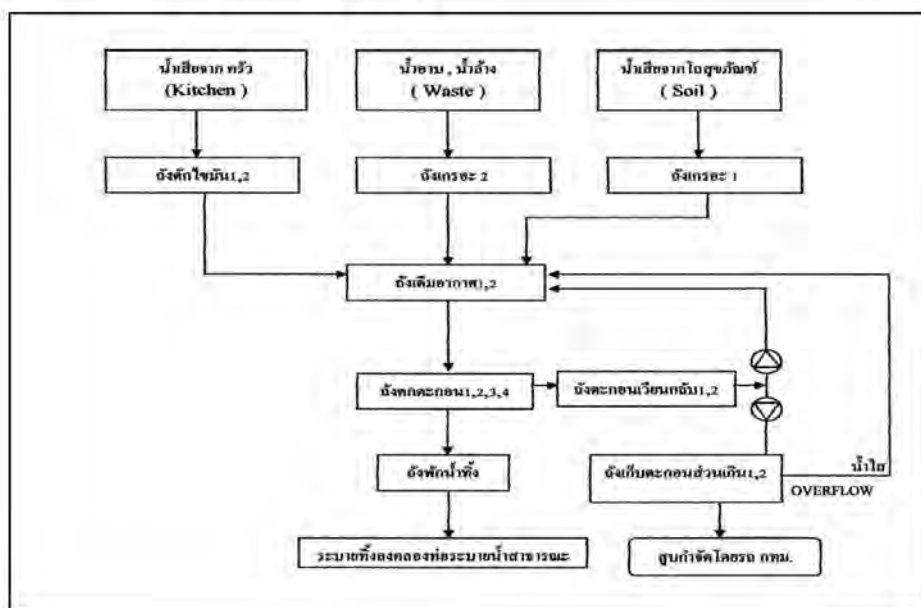 น้ำเสียจาก ครัว
(Kitchen )
น้ำอาบ , น้ำล้าง
( Waste )
น้ำเสียจากโถสุขภัณฑ์
( Soil )
ถังดักไขมัน1,2
ถังเกรอะ 2
ถังเกรอะ 1
ถังเติมอากาศ1,2
ถังตกตะกอน1,2,3,4
ถังตะกอนเวียนกลับ1,2
ถังพักน้ำทิ้ง
ถังเก็บตะกอนส่วนเกิน1,2
น้ำใส
OVERFLOW
ระบายทิ้งลงคลองท่อระบายน้ำสาธารณะ
สูบกำจัดโดยรถ กทม.